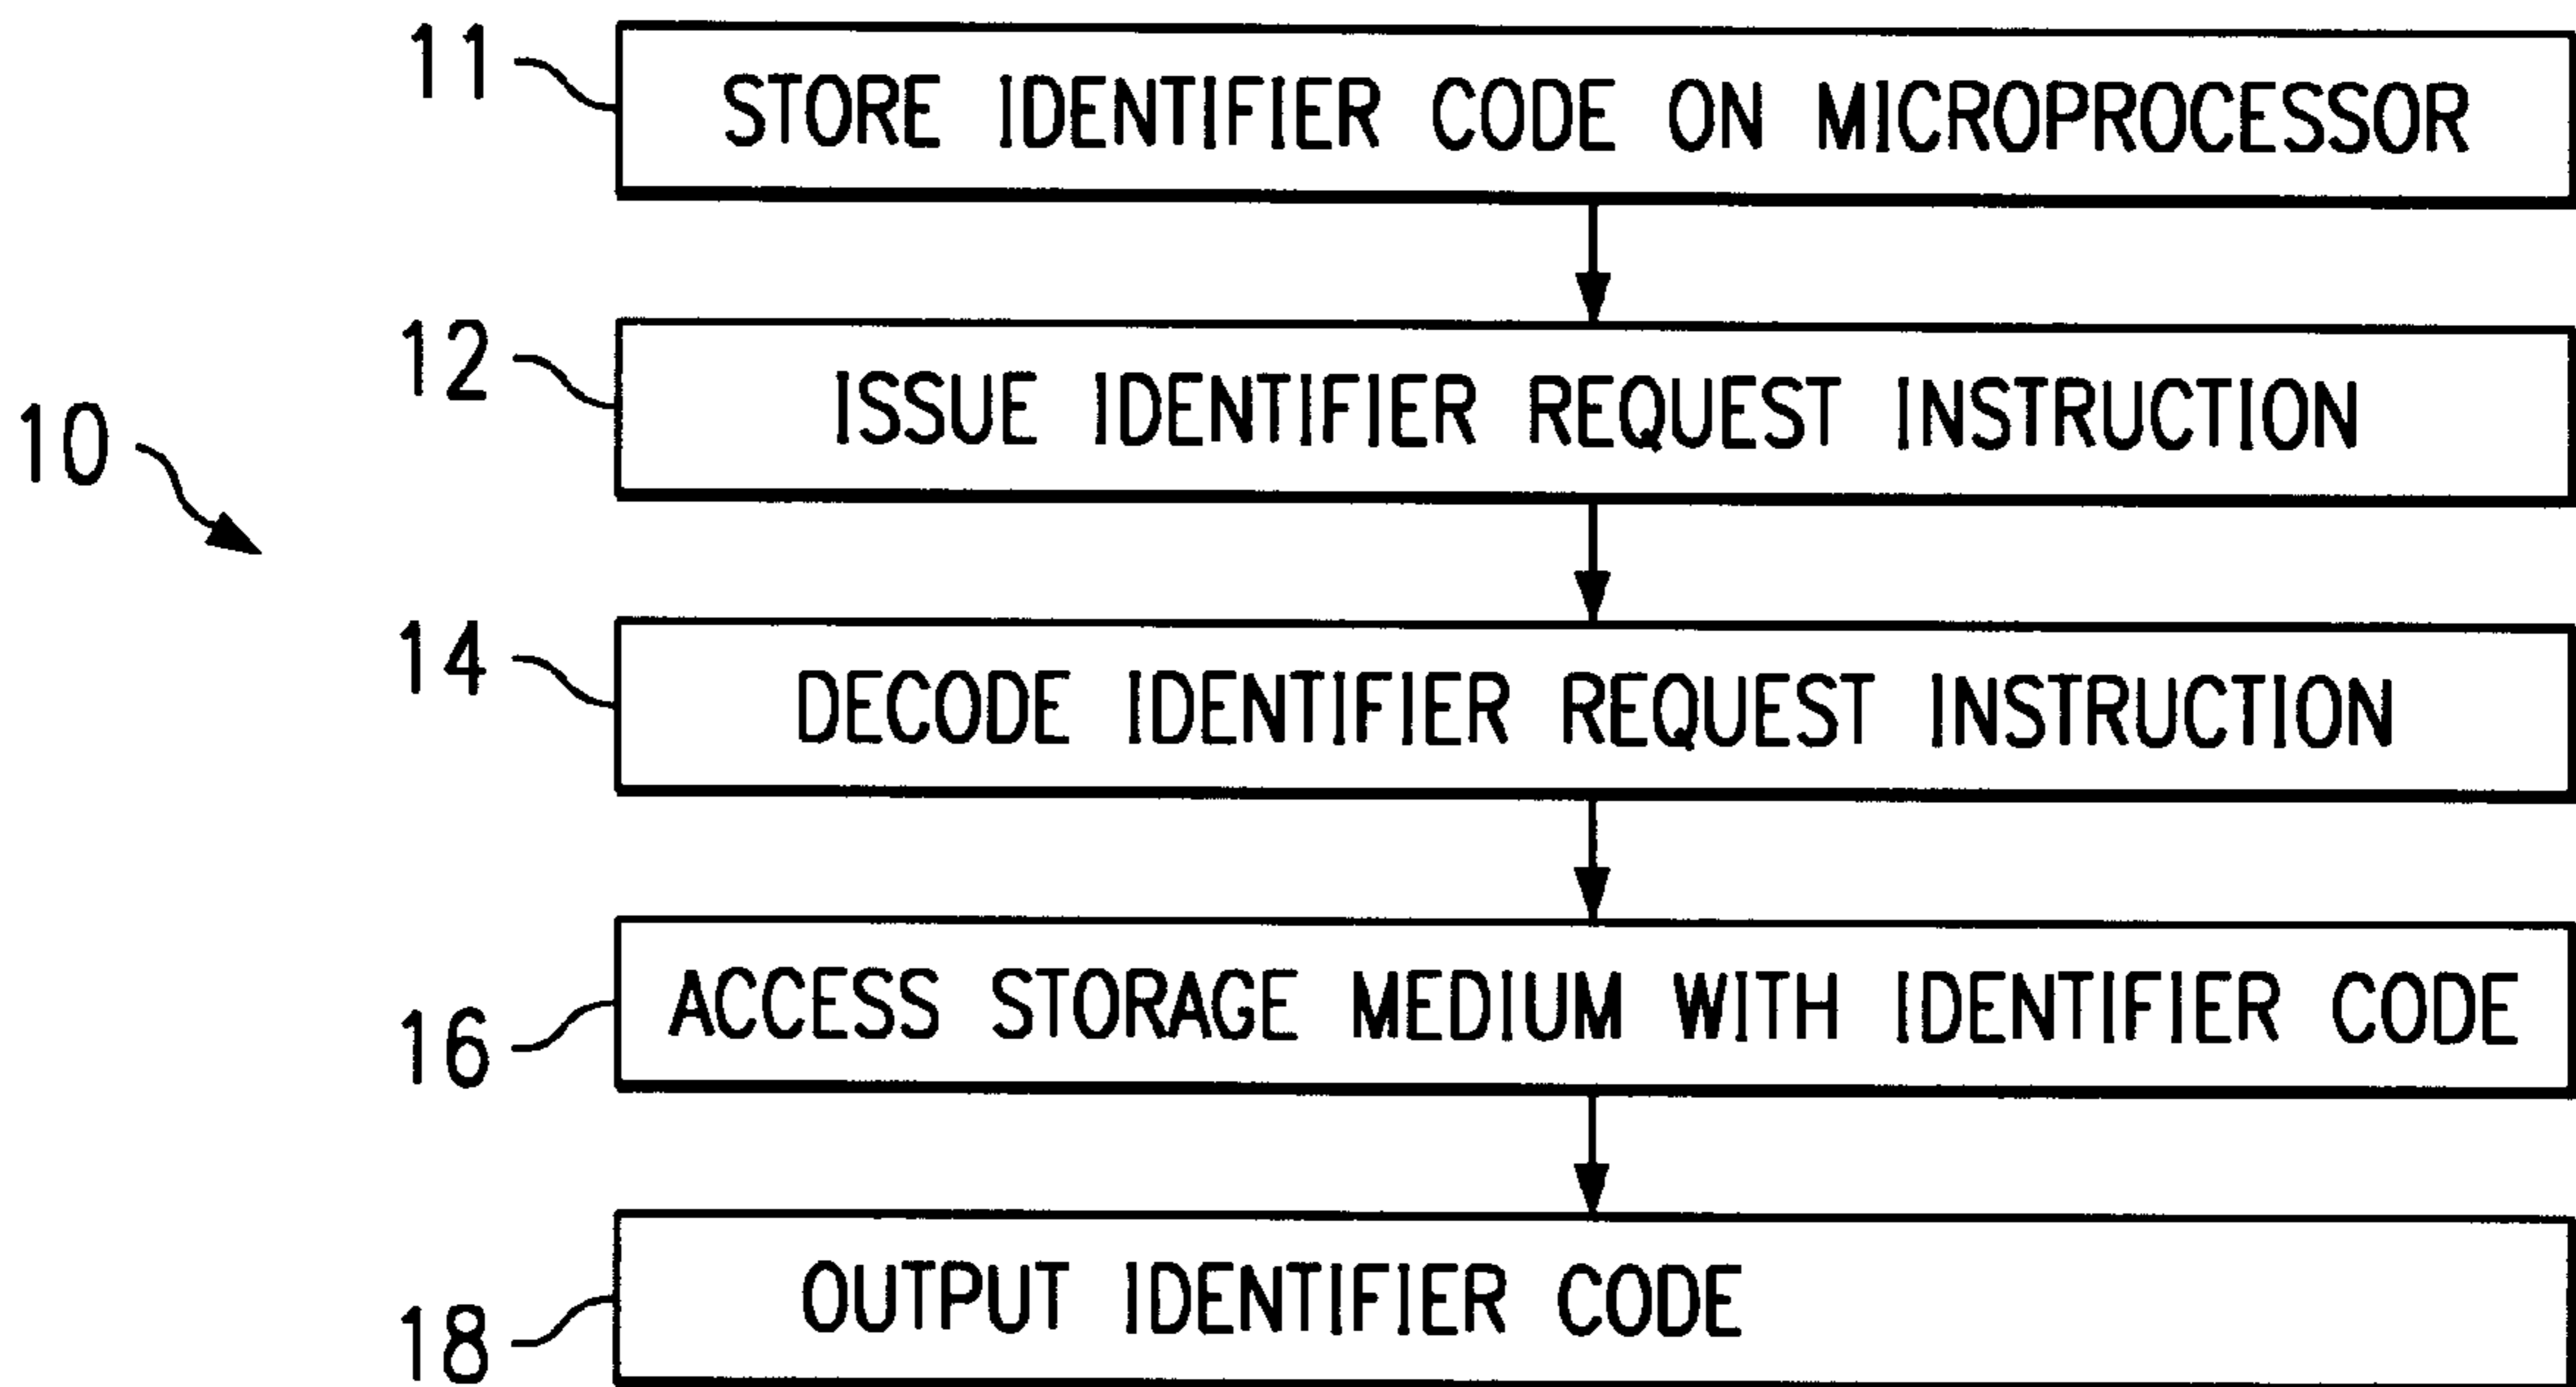 11 STORE IDENTIFIER CODE ON MICROPROCESSOR
12 ISSUE IDENTIFIER REQUEST INSTRUCTION
10
14 DECODE IDENTIFIER REQUEST INSTRUCTION
16 ACCESS STORAGE MEDIUM WITH IDENTIFIER CODE
18 OUTPUT IDENTIFIER CODE